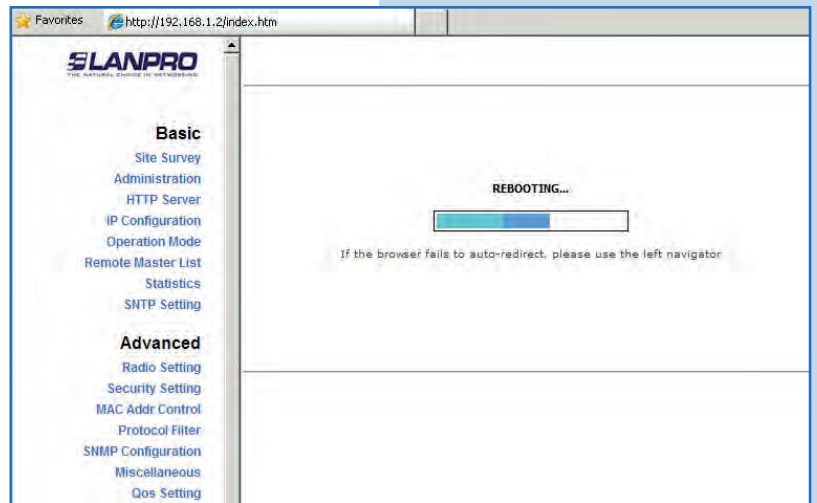 Favorites
http://192.168.1.2/index.htm
LANPRO
THE NATURAL CHOICE IN NETWORKING
Basic
Site Survey
Administration
HTTP Server
IP Configuration
Operation Mode
Remote Master List
Statistics
SNTP Setting
Advanced
Radio Setting
Security Setting
MAC Addr Control
Protocol Filter
SNMP Configuration
Miscellaneous
Qos Setting
REBOOTING...
If the browser fails to auto-redirect, please use the left navigator